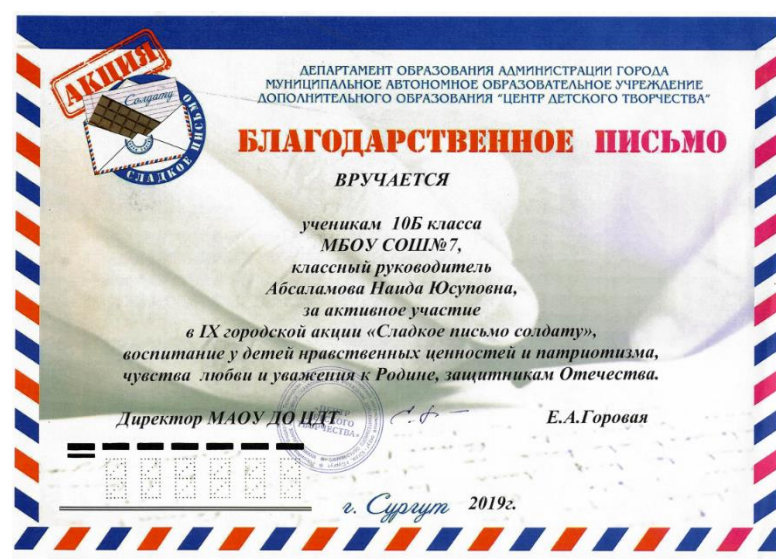 АКЦИЯ
Солдату
СЛАДКОЕ ПИСЬМО
ДЕПАРТАМЕНТ ОБРАЗОВАНИЯ АДМИНИСТРАЦИИ ГОРОДА
МУНИЦИПАЛЬНОЕ АВТОНОМНОЕ ОБРАЗОВАТЕЛЬНОЕ УЧРЕЖДЕНИЕ
ДОПОЛНИТЕЛЬНОГО ОБРАЗОВАНИЯ "ЦЕНТР ДЕТСКОГО ТВОРЧЕСТВА"
БЛАГОДАРСТВЕННОЕ ПИСЬМО
ВРУЧАЕТСЯ
ученикам 10Б класса
МБОУ СОШ№7,
классный руководитель
Абсаламова Наида Юсуповна,
за активное участие
в IX городской акции «Сладкое письмо солдату»,
воспитание у детей нравственных ценностей и патриотизма,
чувства любви и уважения к Родине, защитникам Отечества.
Директор МАОУ ДО ЦДТ Е.А.Горовая
г. Сургут 2019г.